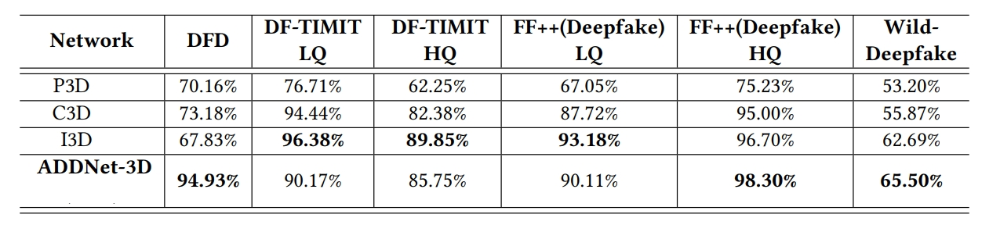 Network DFD DF-TIMIT LQ DF-TIMIT HQ FF++(Deepfake) LQ FF++(Deepfake) HQ Wild-Deepfake
P3D 70.16% 76.71% 62.25% 67.05% 75.23% 53.20%
C3D 73.18% 94.44% 82.38% 87.72% 95.00% 55.87%
I3D 67.83% 96.38% 89.85% 93.18% 96.70% 62.69%
ADDNet-3D 94.93% 90.17% 85.75% 90.11% 98.30% 65.50%